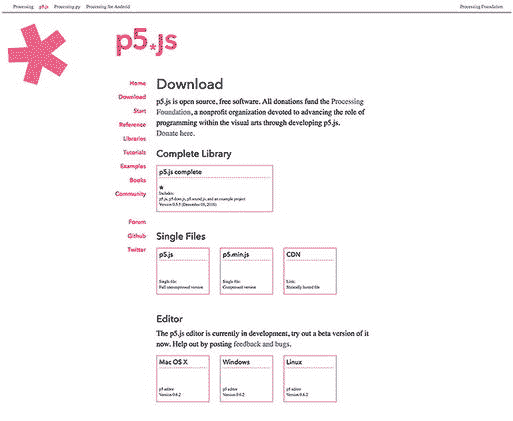 Processing p5.js Processing.py Processing for Android Processing Foundation
p5.js
Home
Download
Start
Reference
Libraries
Tutorials
Examples
Books
Community
Forum
Github
Twitter
Download
p5.js is open source, free software. All donations fund the Processing
Foundation, a nonprofit organization devoted to advancing the role of
programming within the visual arts through developing p5.js.
Donate here.
Complete Library
p5.js complete
Includes:
p5.js, p5.dom.js, p5.sound.js, and an example project
Single Files
p5.js
Single file:
Full uncompressed version
p5.min.js
Single file:
Compressed version
CDN
Link:
Statically hosted file
Editor
The p5.js editor is currently in development, try out a beta version of it
now. Help out by posting feedback and bugs.
Mac OS X
p5 editor
Version 0.6.2
Windows
p5 editor
Version 0.6.2
Linux
p5 editor
Version 0.6.2